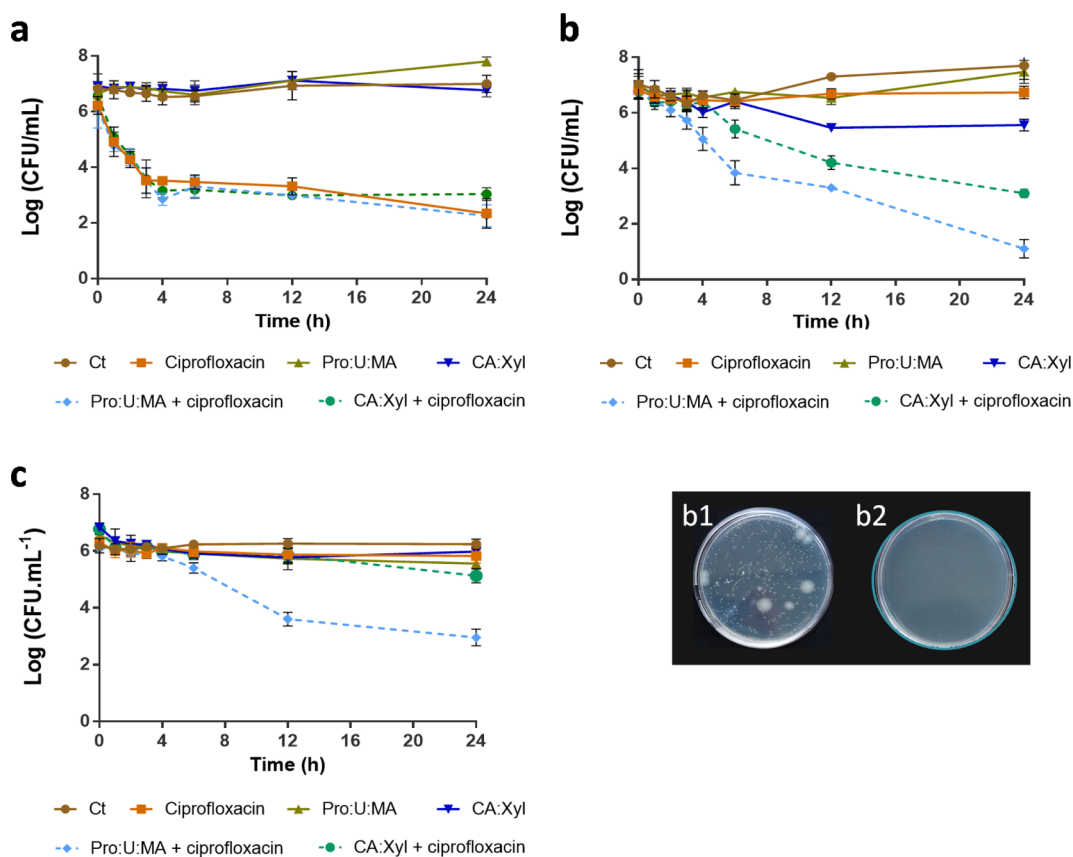 a
8
6
4
2
0
Log (CFU/mL)
0 4 8 12 16 20 24
Time (h)
Ct Ciprofloxacin Pro:U:MA CA:Xyl
Pro:U:MA + ciprofloxacin CA:Xyl + ciprofloxacin
b
8
6
4
2
0
Log (CFU/mL)
0 4 8 12 16 20 24
Time (h)
Ct Ciprofloxacin Pro:U:MA CA:Xyl
Pro:U:MA + ciprofloxacin CA:Xyl + ciprofloxacin
c
8
6
4
2
0
Log (CFU.mL⁻¹)
0 4 8 12 16 20 24
Time (h)
Ct Ciprofloxacin Pro:U:MA CA:Xyl
Pro:U:MA + ciprofloxacin CA:Xyl + ciprofloxacin
b1 b2